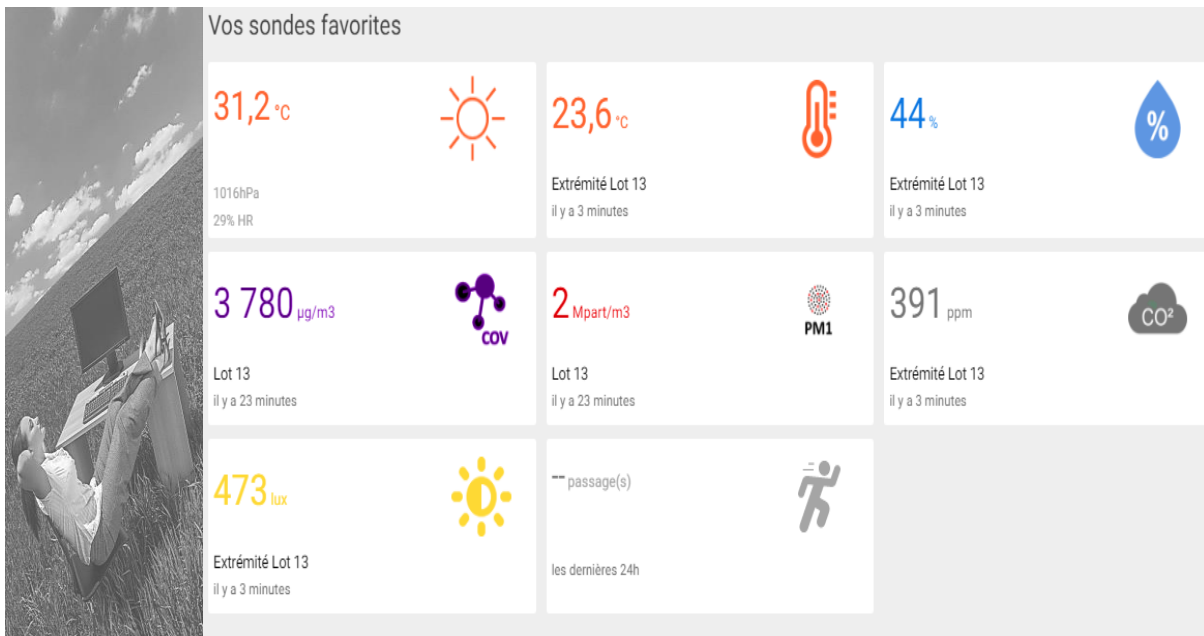 Vos sondes favorites
31,2 °C
1016hPa
29% HR
23,6 °C
Extrémité Lot 13
il y a 3 minutes
44 %
%
Extrémité Lot 13
il y a 3 minutes
3 780 µg/m3
COV
Lot 13
il y a 23 minutes
2 Mpart/m3
PM1
Lot 13
il y a 23 minutes
391 ppm
CO²
Extrémité Lot 13
il y a 3 minutes
473 lux
Extrémité Lot 13
il y a 3 minutes
-- passage(s)
les dernières 24h